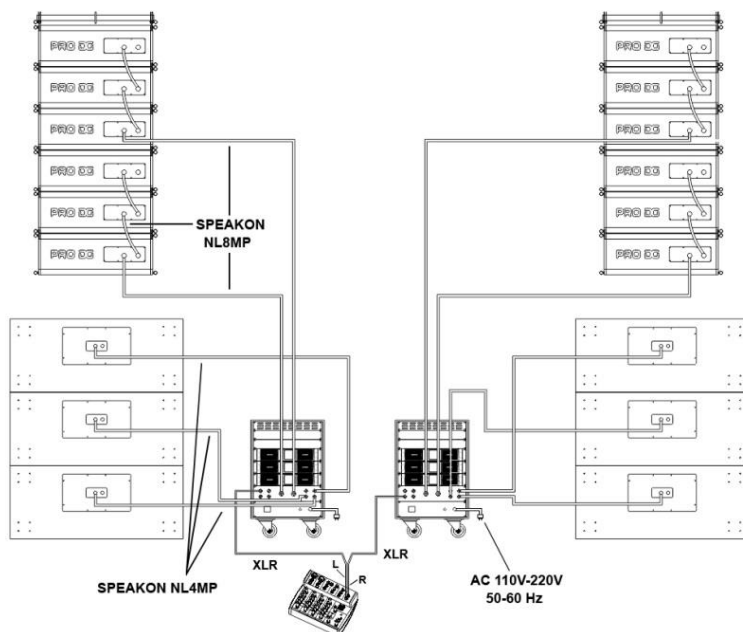 PRO DG
PRO DG
PRO DG
PRO DG
PRO DG
PRO DG
PRO DG
PRO DG
PRO DG
PRO DG
PRO DG
PRO DG
SPEAKON
NL8MP
SPEAKON NL4MP
XLR
L
R
XLR
AC 110V-220V
50-60 Hz